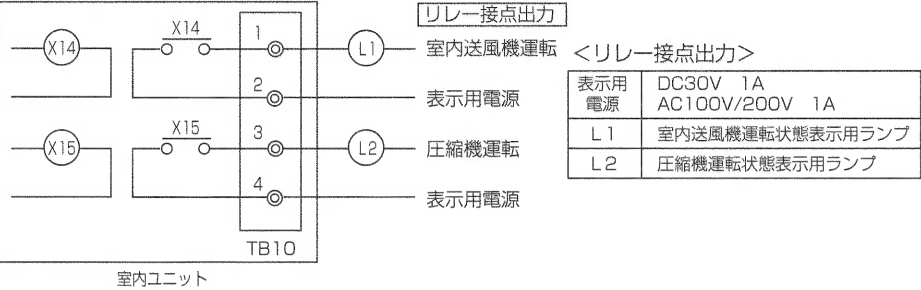 リレー接点出力
X14
X14
1
L1
室内送風機運転
2
表示用電源
X15
X15
3
L2
圧縮機運転
4
表示用電源
TB10
室内ユニット
＜リレー接点出力＞
表示用電源 DC30V 1A
AC100V/200V 1A
L1 室内送風機運転状態表示用ランプ
L2 圧縮機運転状態表示用ランプ